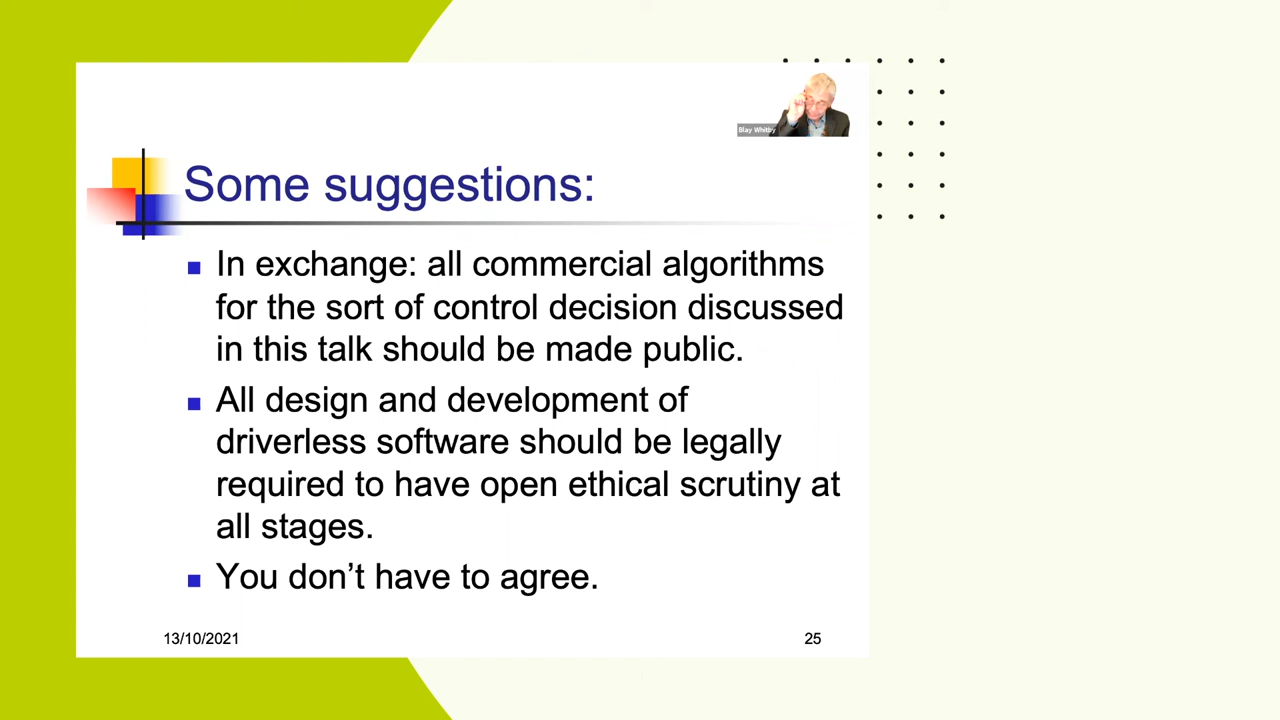 Blay Whitby
Some suggestions:
In exchange: all commercial algorithms
for the sort of control decision discussed
in this talk should be made public.
All design and development of
driverless software should be legally
required to have open ethical scrutiny at
all stages.
You don’t have to agree.
13/10/2021
25